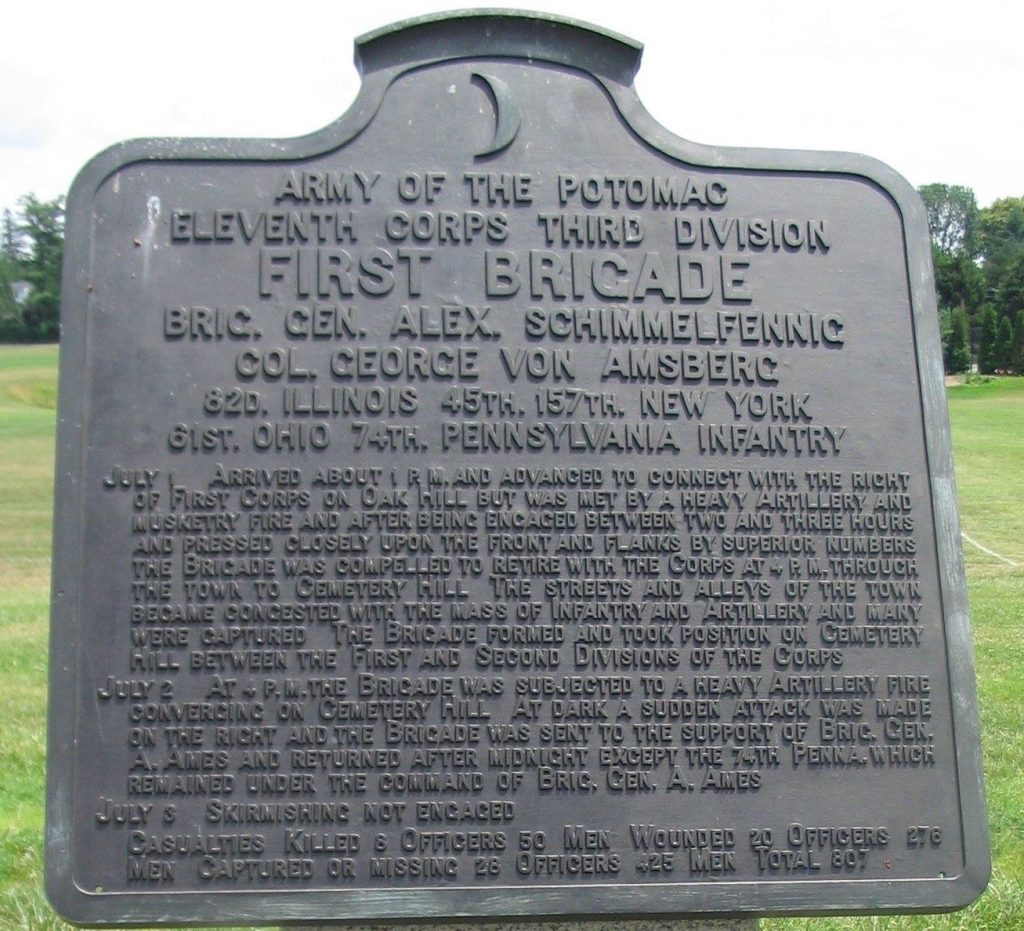 ARMY OF THE POTOMAC
ELEVENTH CORPS THIRD DIVISION
FIRST BRIGADE
BRIG. GEN. ALEX. SCHIMMELFENNIG
COL. GEORGE VON AMSBERG
82D. ILLINOIS 45TH. 157TH. NEW YORK
61ST. OHIO 74TH. PENNSYLVANIA INFANTRY
JULY 1 ARRIVED ABOUT 1 P.M. AND ADVANCED TO CONNECT WITH THE RIGHT
OF FIRST CORPS ON OAK HILL BUT WAS MET BY A HEAVY ARTILLERY AND
MUSKETRY FIRE AND AFTER BEING ENGAGED BETWEEN TWO AND THREE HOURS
AND PRESSED CLOSELY UPON THE FRONT AND FLANKS BY SUPERIOR NUMBERS
THE BRIGADE WAS COMPELLED TO RETIRE WITH THE CORPS AT 4 P.M. THROUGH
THE TOWN TO CEMETERY HILL THE STREETS AND ALLEYS OF THE TOWN
BECAME CONGESTED WITH THE MASS OF INFANTRY AND ARTILLERY AND MANY
WERE CAPTURED THE BRIGADE FORMED AND TOOK POSITION ON CEMETERY
HILL BETWEEN THE FIRST AND SECOND DIVISIONS OF THE CORPS
JULY 2 AT 4 P.M. THE BRIGADE WAS SUBJECTED TO A HEAVY ARTILLERY FIRE
CONVERGING ON CEMETERY HILL AT DARK A SUDDEN ATTACK WAS MADE
ON THE RIGHT AND THE BRIGADE WAS SENT TO THE SUPPORT OF BRIG. GEN.
A. AMES AND RETURNED AFTER MIDNIGHT EXCEPT THE 74TH PENNA. WHICH
REMAINED UNDER THE COMMAND OF BRIG. GEN. A. AMES
JULY 3 SKIRMISHING NOT ENGAGED
CASUALTIES KILLED 8 OFFICERS 50 MEN WOUNDED 20 OFFICERS 276
MEN CAPTURED OR MISSING 28 OFFICERS 425 MEN TOTAL 807